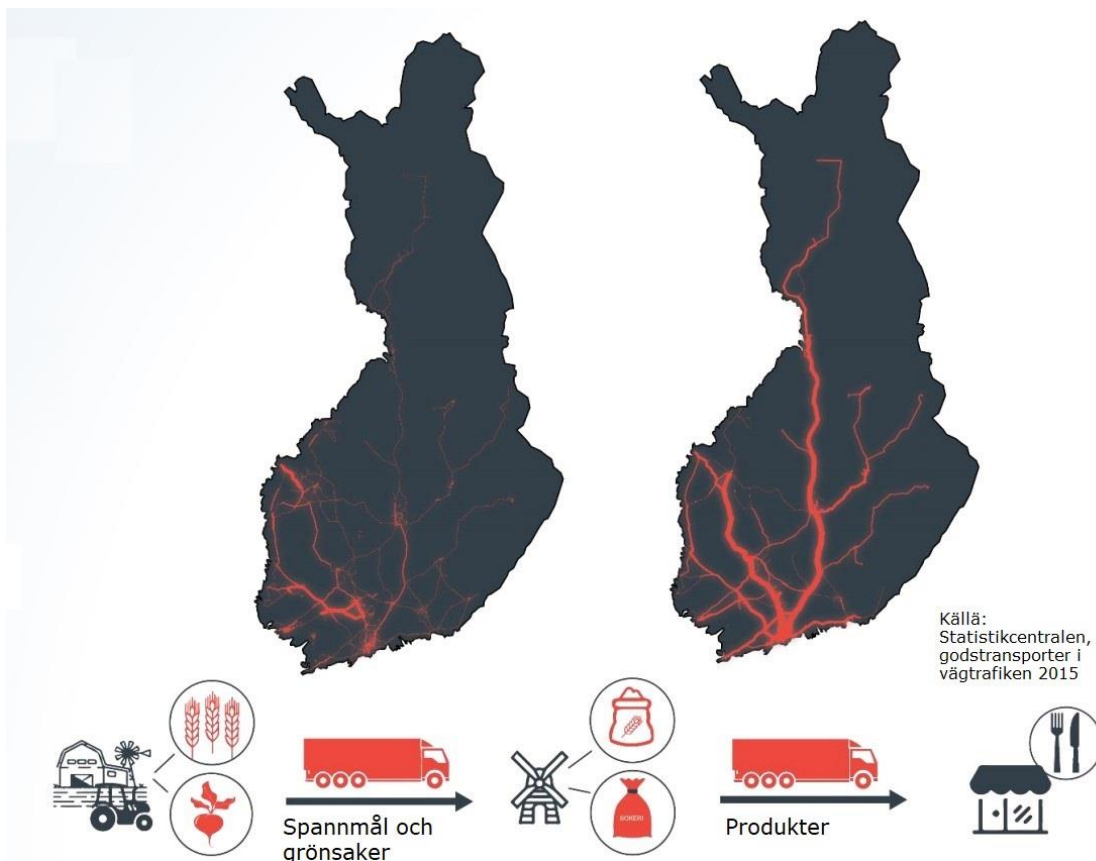 Källä:
Statistikcentralen,
godstransporter i
vägtrafiken 2015
SOKERI
Spannmål och
grönsaker
Produkter